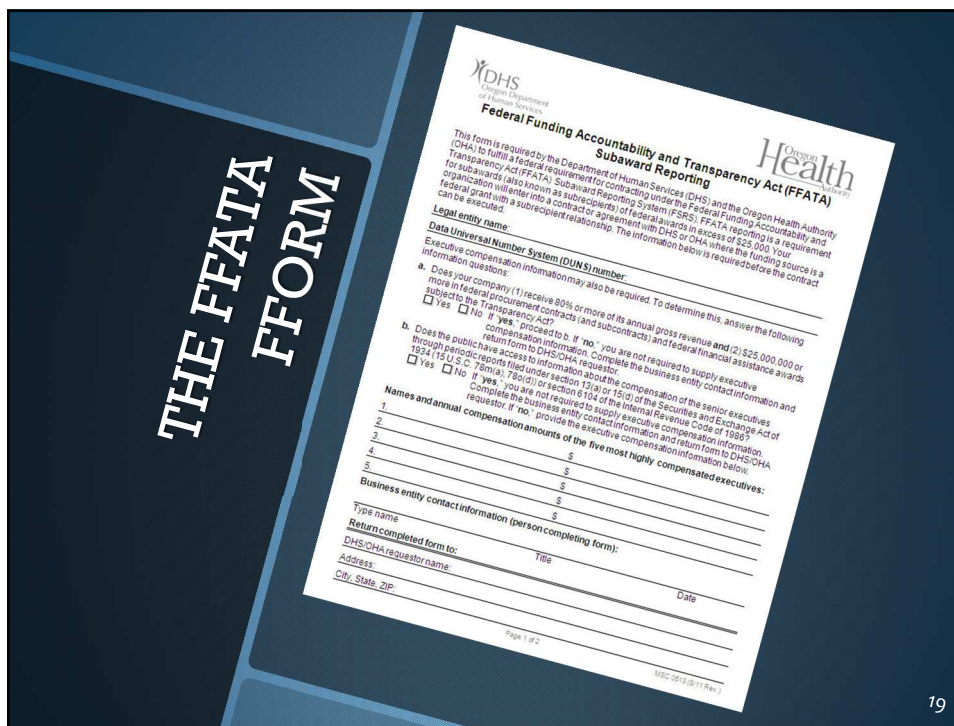 THE FFATA
FFORM
DHS
Oregon Department
of Human Services
Oregon
Health
Authority
Federal Funding Accountability and Transparency Act (FFATA)
Subaward Reporting
This form is required by the Department of Human Services (DHS) and the Oregon Health Authority
(OHA) to fulfill a federal requirement for contracting under the Federal Funding Accountability and
Transparency Act (FFATA) Subaward Reporting System (FSRS). FFATA reporting is a requirement
for subawards (also known as subrecipients) of federal awards in excess of $25,000. Your
organization will enter into a contract or agreement with DHS or OHA where the funding source is a
federal grant with a subrecipient relationship. The information below is required before the contract
can be executed.
Legal entity name:
Data Universal Number System (DUNS) number:
Executive compensation information may also be required. To determine this, answer the following
information questions:
a. Does your company (1) receive 80% or more of its annual gross revenue and (2) $25,000,000 or
more in federal procurement contracts (and subcontracts) and federal financial assistance awards
subject to the Transparency Act?
Yes No If "yes," proceed to b. If "no," you are not required to supply executive
compensation information. Complete the business entity contact information and
return form to DHS/OHA requestor.
b. Does the public have access to information about the compensation of the senior executives
through periodic reports filed under section 13(a) or 15(d) of the Securities and Exchange Act of
1934 (15 U.S.C. 78m(a), 78o(d)) or section 6104 of the Internal Revenue Code of 1986?
Yes No If "yes," you are not required to supply executive compensation information.
Complete the business entity contact information and return form to DHS/OHA
requestor. If "no," provide the executive compensation information below.
Names and annual compensation amounts of the five most highly compensated executives:
1. $
2. $
3. $
4. $
5. $
Business entity contact information (person completing form):
Type name Title Date
Return completed form to:
DHS/OHA requestor name:
Address:
City, State, ZIP:
Page 1 of 2
MSC 0513 (8/11 Rev.)
19